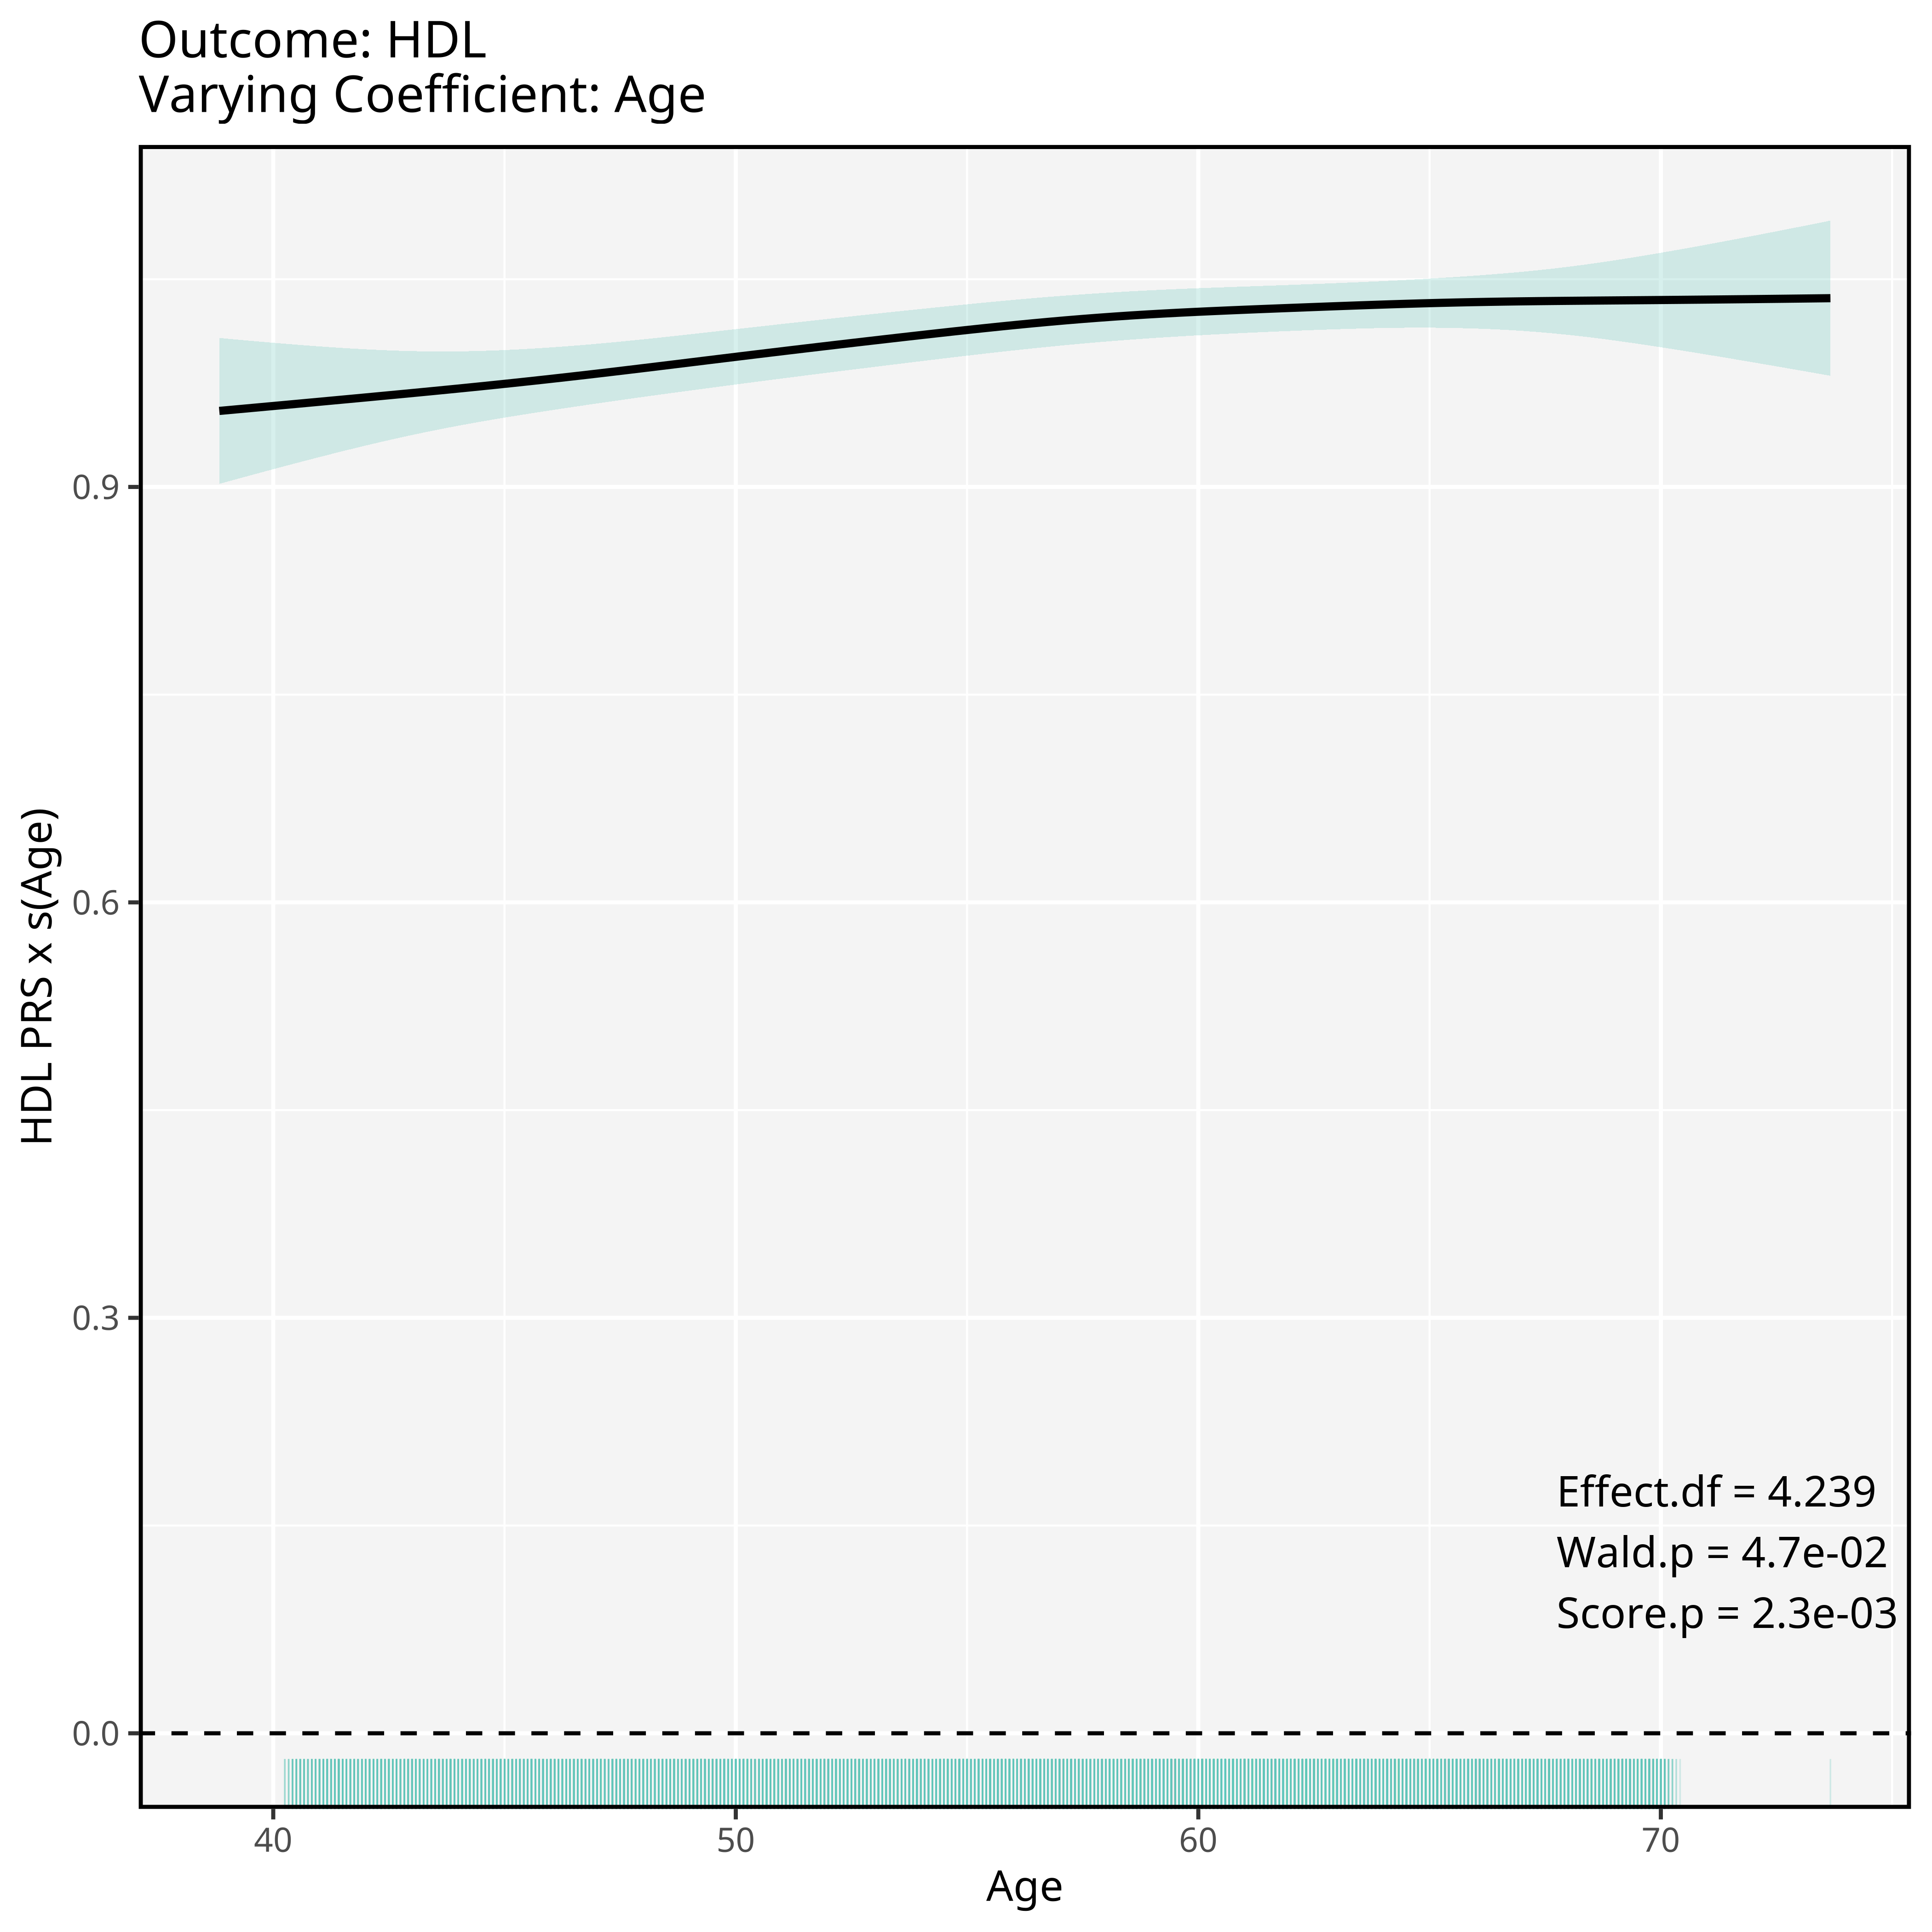 Outcome: HDL
Varying Coefficient: Age
HDL PRS x s(Age)
0.9
0.6
0.3
0.0
Effect.df = 4.239
Wald.p = 4.7e-02
Score.p = 2.3e-03
40
50
60
70
Age